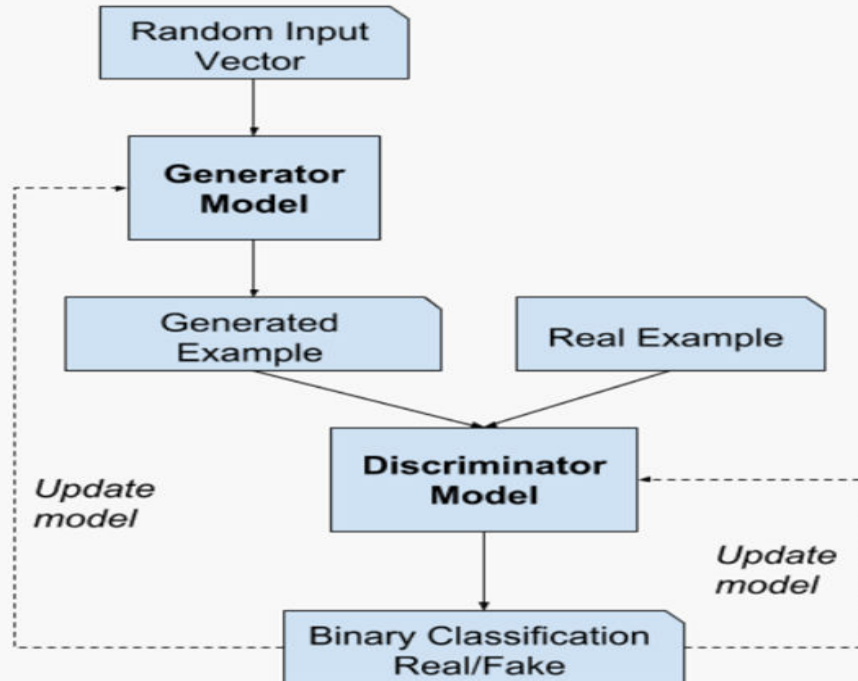 Random Input
Vector
Generator
Model
Generated
Example
Real Example
Discriminator
Model
Update
model
Update
model
Binary Classification
Real/Fake